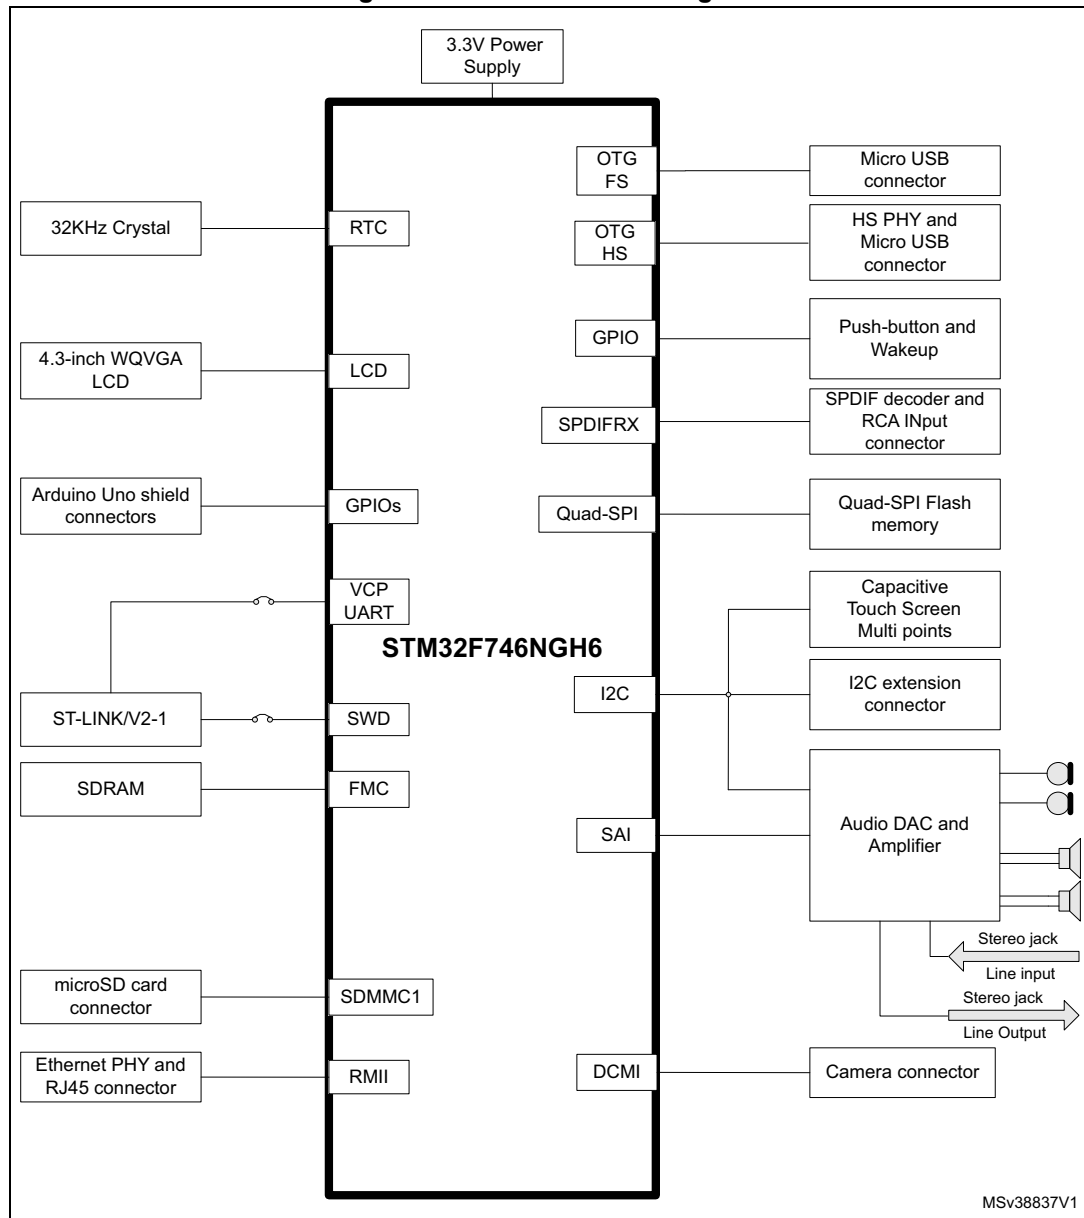 3.3V Power
Supply
OTG
FS
Micro USB
connector
32KHz Crystal
RTC
OTG
HS
HS PHY and
Micro USB
connector
GPIO
Push-button and
Wakeup
4.3-inch WQVGA
LCD
LCD
SPDIFRX
SPDIF decoder and
RCA INput
connector
Arduino Uno shield
connectors
GPIOs
Quad-SPI
Quad-SPI Flash
memory
VCP
UART
Capacitive
Touch Screen
Multi points
STM32F746NGH6
I2C
I2C extension
connector
ST-LINK/V2-1
SWD
SDRAM
FMC
SAI
Audio DAC and
Amplifier
Stereo jack
Line input
Stereo jack
Line Output
microSD card
connector
SDMMC1
Ethernet PHY and
RJ45 connector
RMII
DCMI
Camera connector
MSv38837V1